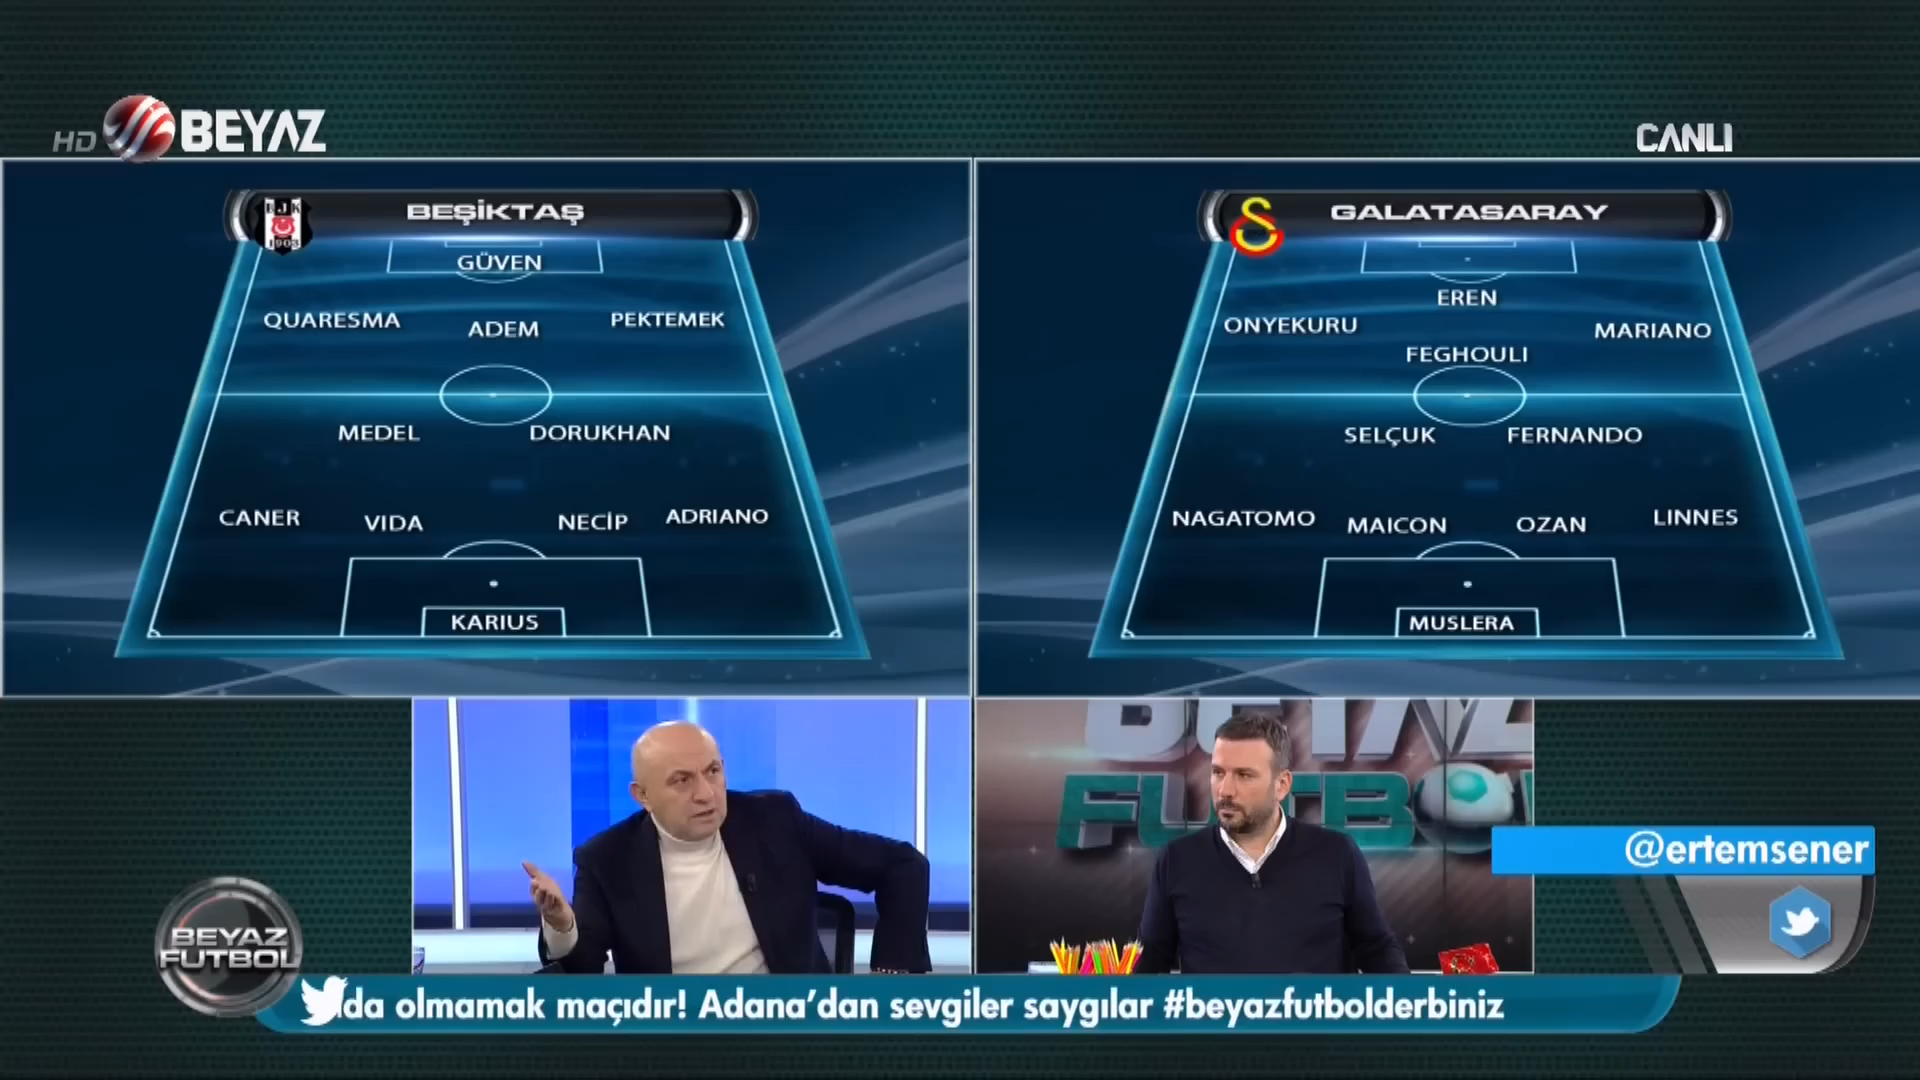 HD BEYAZ
CANLI
BJK
1903
BEŞİKTAŞ
GÜVEN
QUARESMA
ADEM
PEKTEMEK
MEDEL
DORUKHAN
CANER
VIDA
NECİP
ADRIANO
KARIUS
GALATASARAY
EREN
ONYEKURU
MARIANO
FEGHOULI
SELÇUK
FERNANDO
NAGATOMO
MAICON
OZAN
LINNES
MUSLERA
@ertemsener
BEYAZ
FUTBOL
da olmamak maçıdır! Adana’dan sevgiler saygılar #beyazfutbolderbiniz